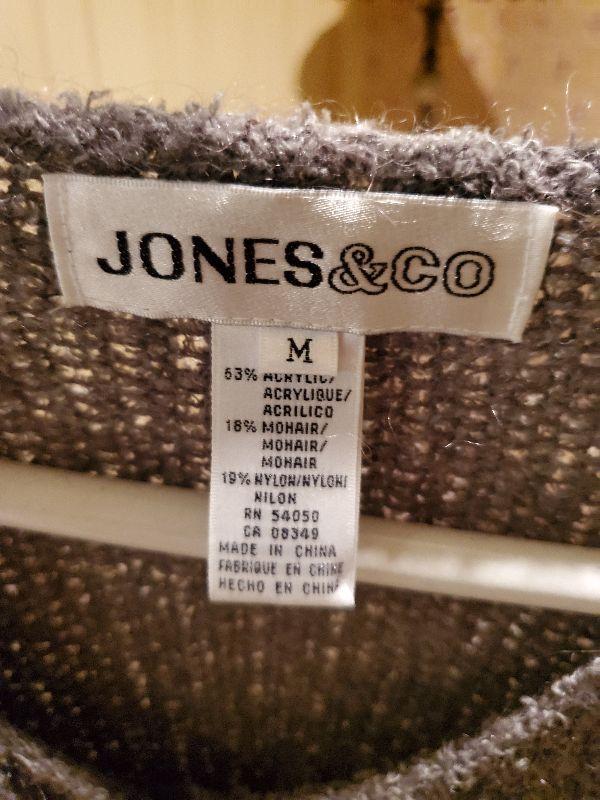 JONES&CO
M
63% ACRYLIC/
ACRYLIQUE/
ACRILICO
18% MOHAIR/
MOHAIR/
MOHAIR
19% NYLON/NYLON/
NILON
RN 54050
CA 08349
MADE IN CHINA
FABRIQUE EN CHINE
HECHO EN CHINA